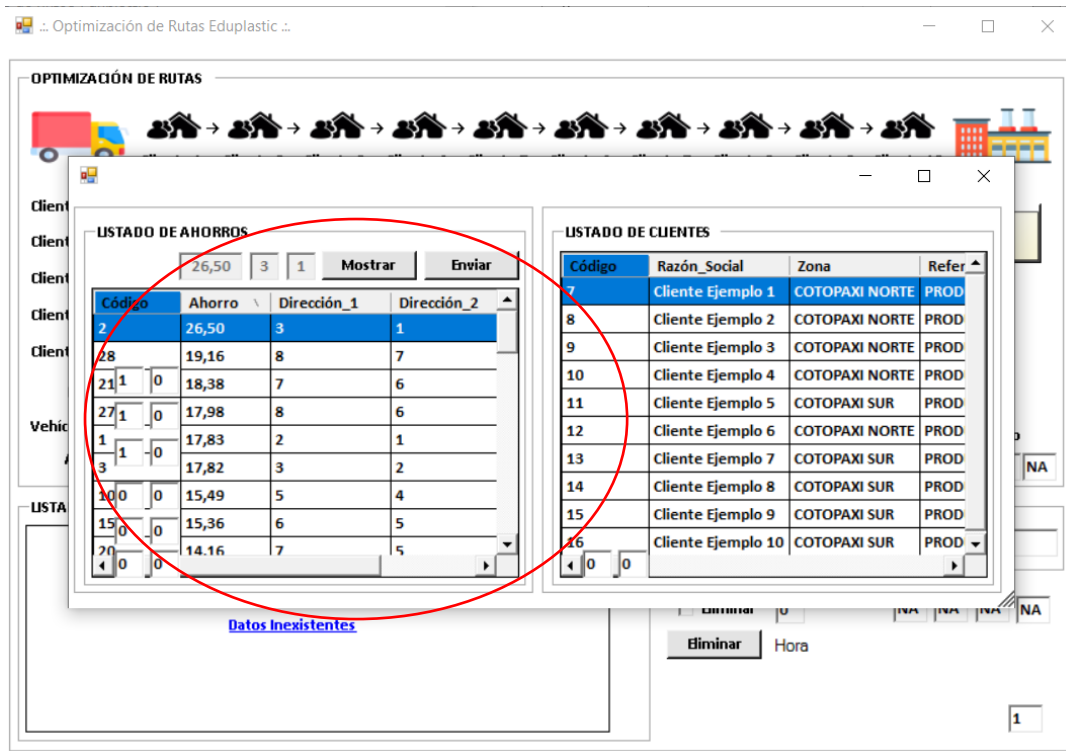 .:. Optimización de Rutas Eduplastic :..
OPTIMIZACIÓN DE RUTAS
Client
Client
Client
Client
Client
Vehíc
LISTADO DE AHORROS
26,50 3 1 Mostrar Enviar
Código Ahorro Dirección_1 Dirección_2
2 26,50 3 1
28 19,16 8 7
21 18,38 7 6
27 17,98 8 6
1 17,83 2 1
3 17,82 3 2
10 15,49 5 4
15 15,36 6 5
20 14,16 7 5
1 0
1 0
1 0
0 0
0 0
0 0
LISTADO DE CLIENTES
Código Razón_Social Zona Refer
7 Cliente Ejemplo 1 COTOPAXI NORTE PROD
8 Cliente Ejemplo 2 COTOPAXI NORTE PROD
9 Cliente Ejemplo 3 COTOPAXI NORTE PROD
10 Cliente Ejemplo 4 COTOPAXI NORTE PROD
11 Cliente Ejemplo 5 COTOPAXI SUR PROD
12 Cliente Ejemplo 6 COTOPAXI NORTE PROD
13 Cliente Ejemplo 7 COTOPAXI SUR PROD
14 Cliente Ejemplo 8 COTOPAXI SUR PROD
15 Cliente Ejemplo 9 COTOPAXI SUR PROD
16 Cliente Ejemplo 10 COTOPAXI SUR PROD
0 0
NA
LISTA
Datos Inexistentes
Eliminar 0 NA NA NA NA
Eliminar Hora
1